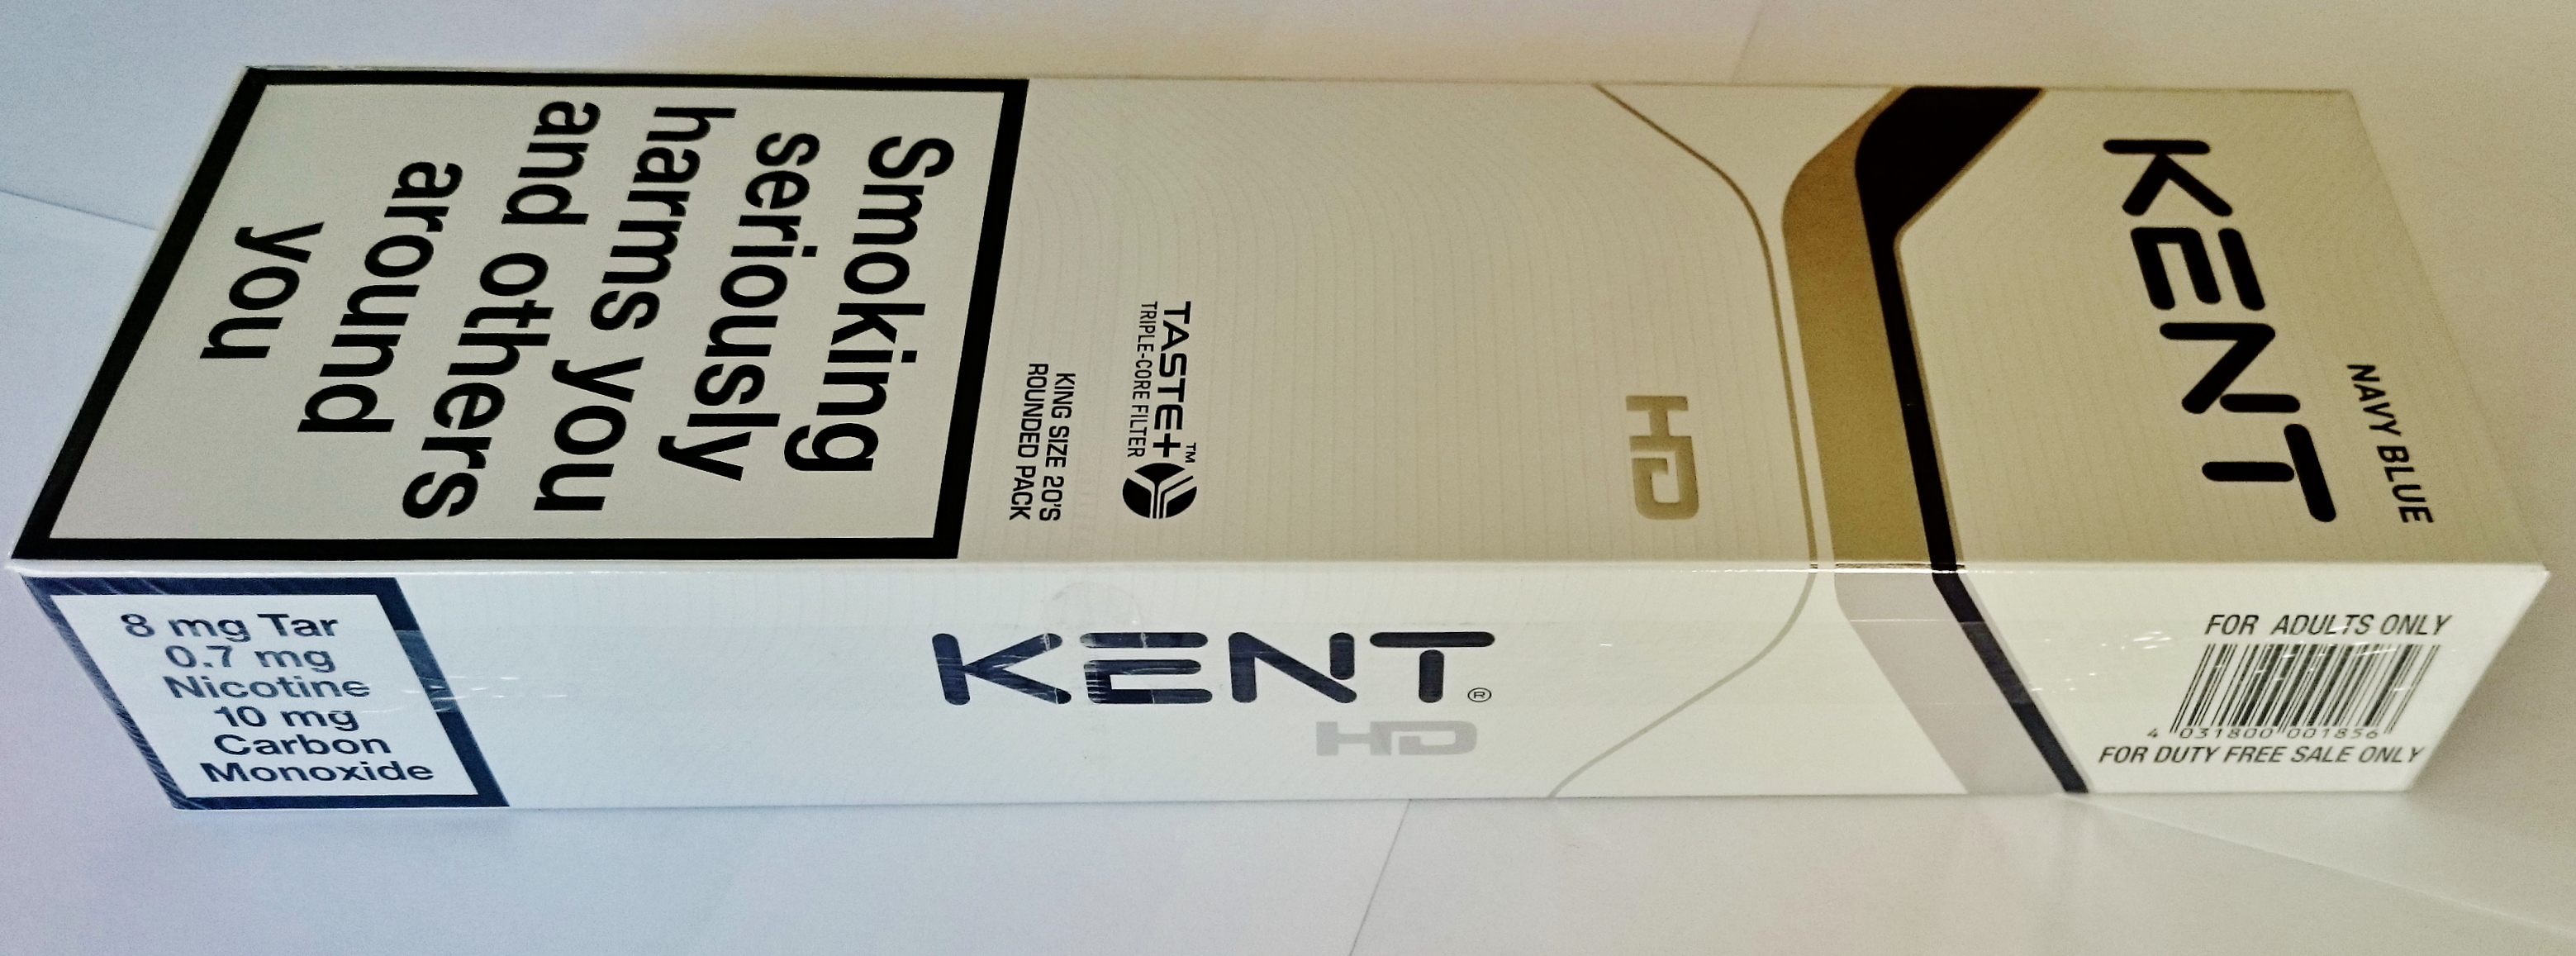 NAVY BLUE
KENT
HD
TASTE+™
TRIPLE-CORE FILTER
KING SIZE 20'S
ROUNDED PACK
Smoking
seriously
harms you
and others
around
you
8 mg Tar
0.7 mg
Nicotine
10 mg
Carbon
Monoxide
KENT®
HD
FOR ADULTS ONLY
4 031800 001856
FOR DUTY FREE SALE ONLY